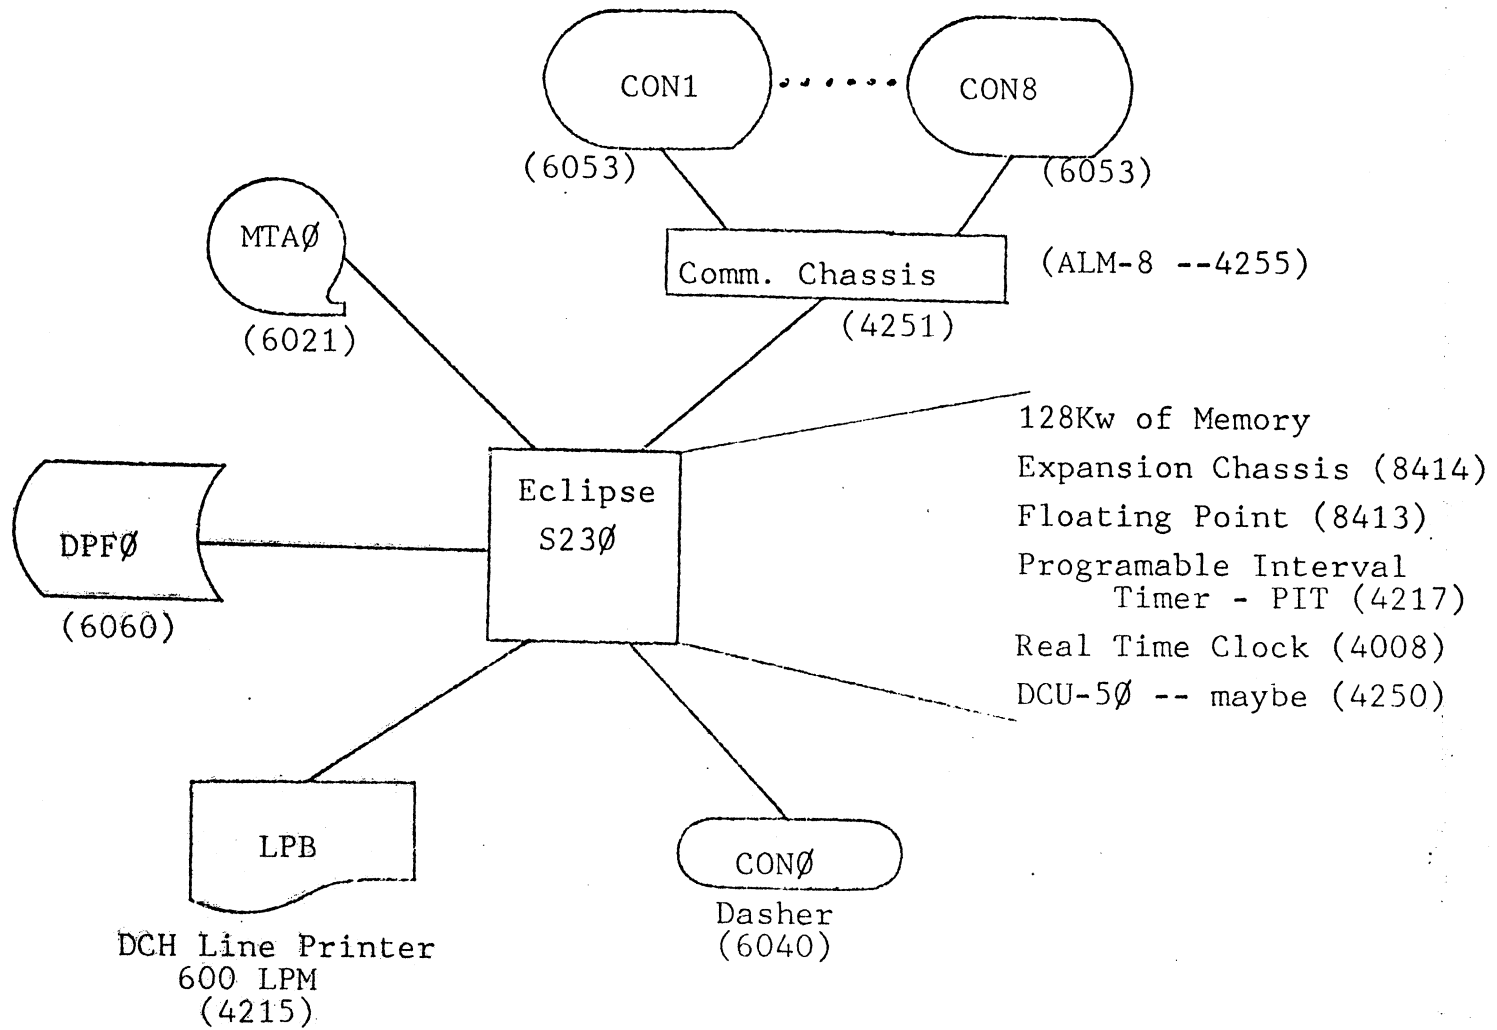 CON1
CON8
(6053)
(6053)
MTAØ
(6021)
Comm. Chassis
(ALM-8 --4255)
(4251)
128Kw of Memory
Expansion Chassis (8414)
Floating Point (8413)
Programable Interval
Timer - PIT (4217)
Real Time Clock (4008)
DCU-5Ø -- maybe (4250)
Eclipse
S23Ø
DPFØ
(6060)
LPB
DCH Line Printer
600 LPM
(4215)
CONØ
Dasher
(6040)